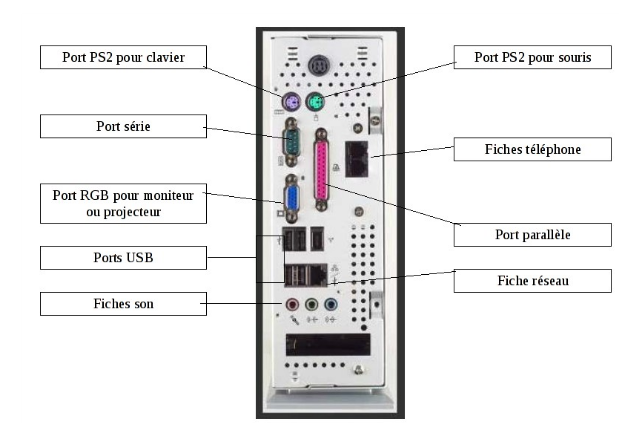 Port PS2 pour clavier
Port PS2 pour souris
Port série
Fiches téléphone
Port RGB pour moniteur
ou projecteur
Port parallèle
Ports USB
Fiche réseau
Fiches son